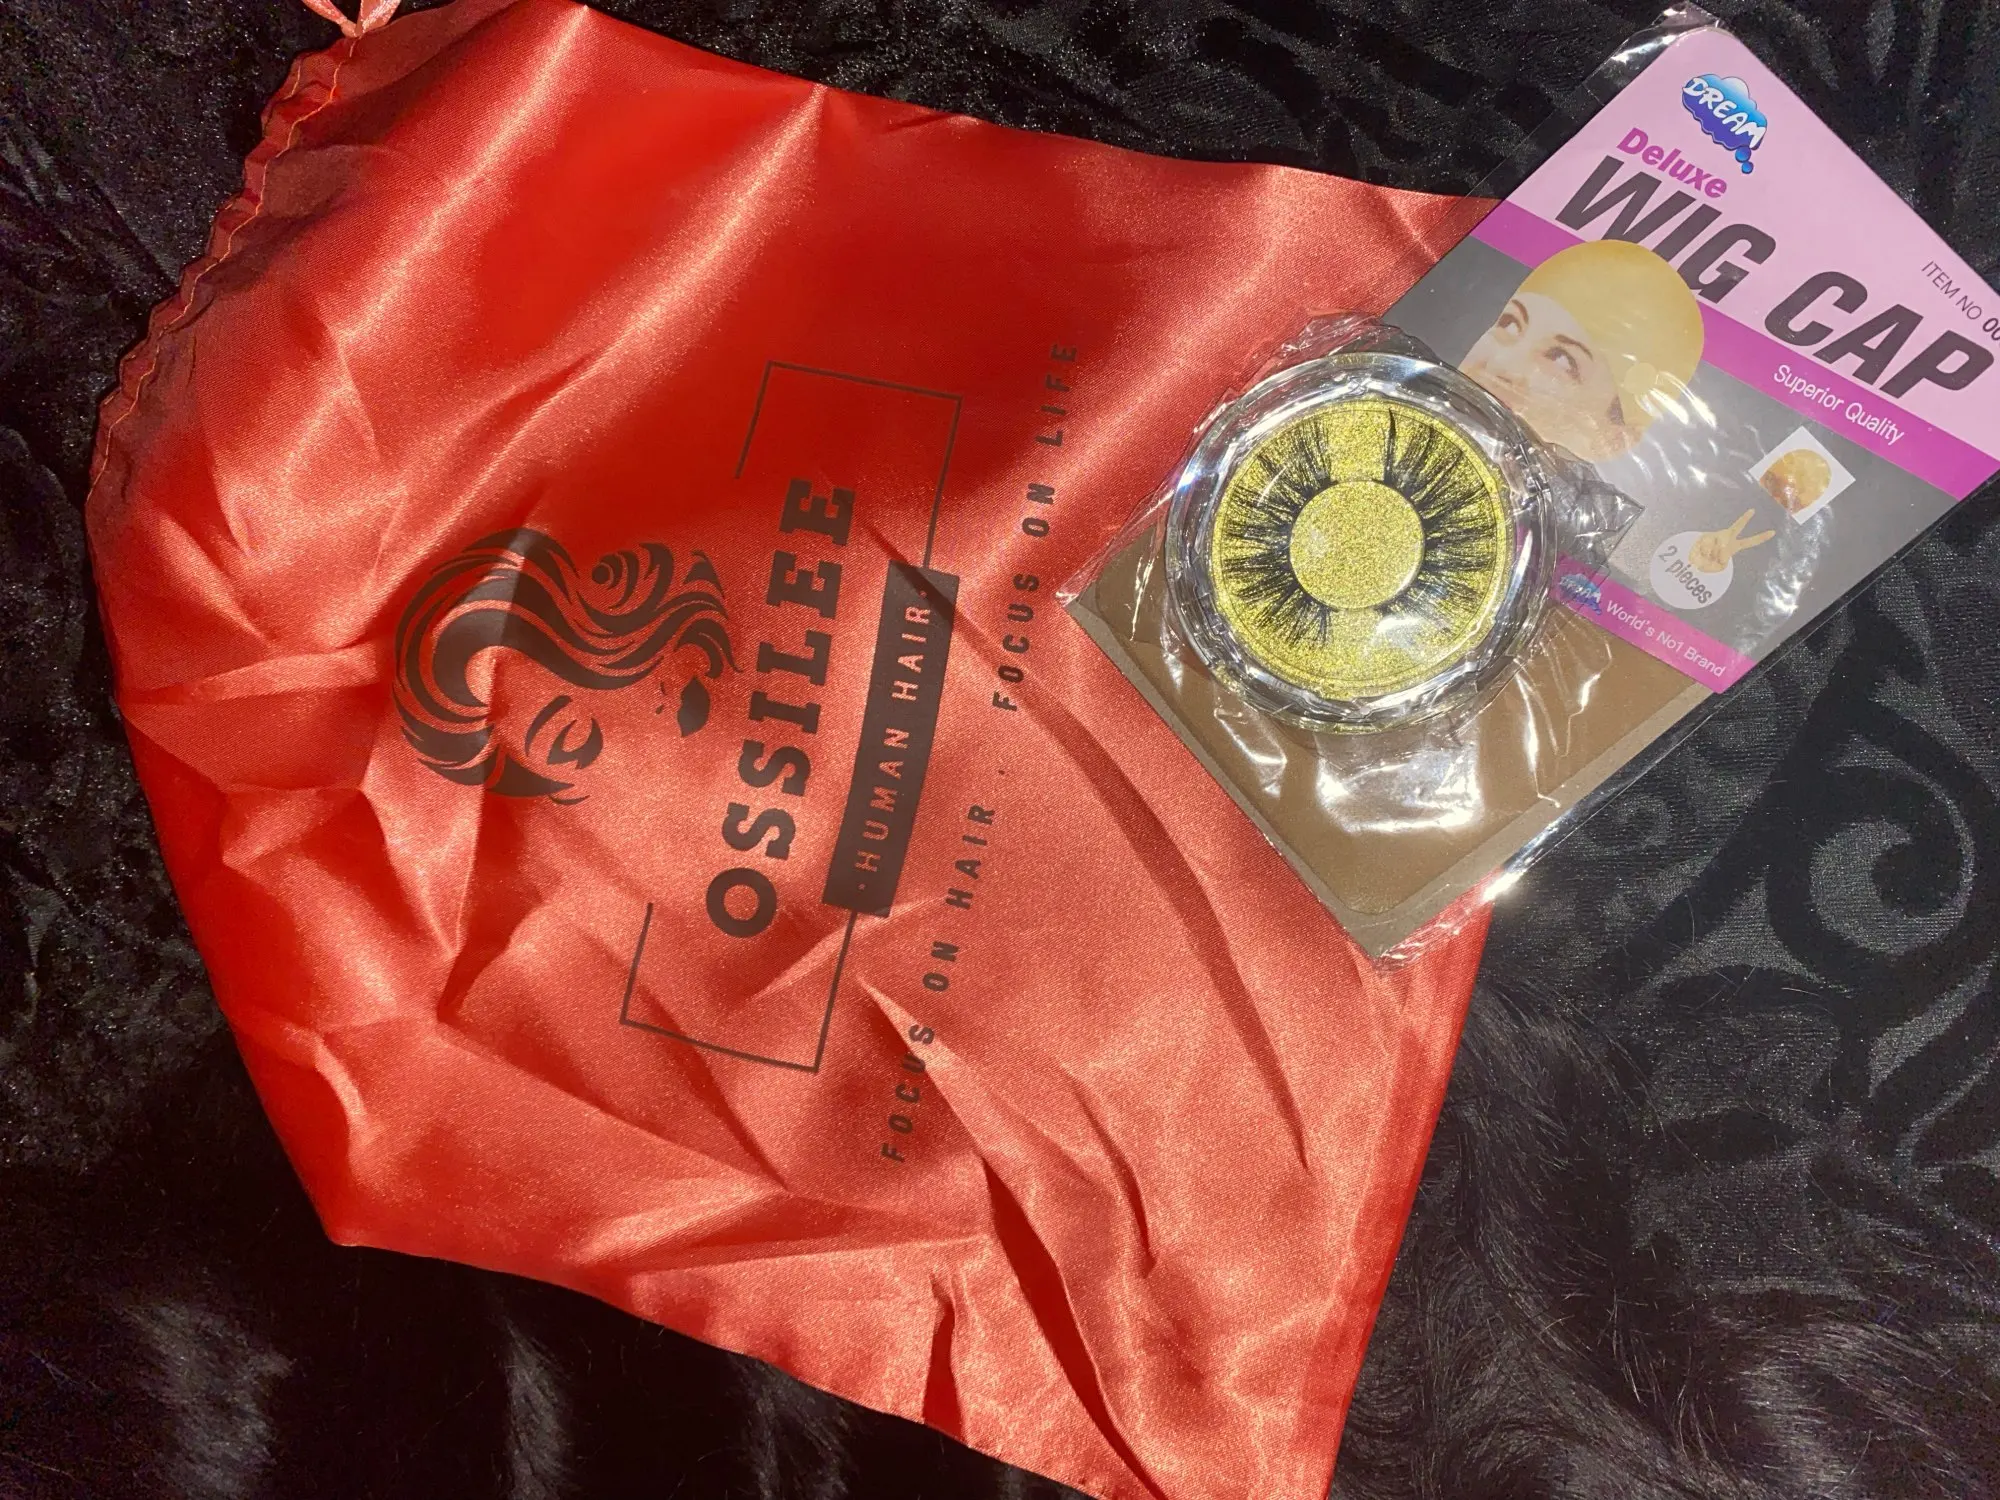 OSSILEE
·HUMAN HAIR·
FOCUS ON HAIR · FOCUS ON LIFE
DREAM
Deluxe
WIG CAP
ITEM NO
Superior Quality
2 pieces
DREAM World's No1 Brand